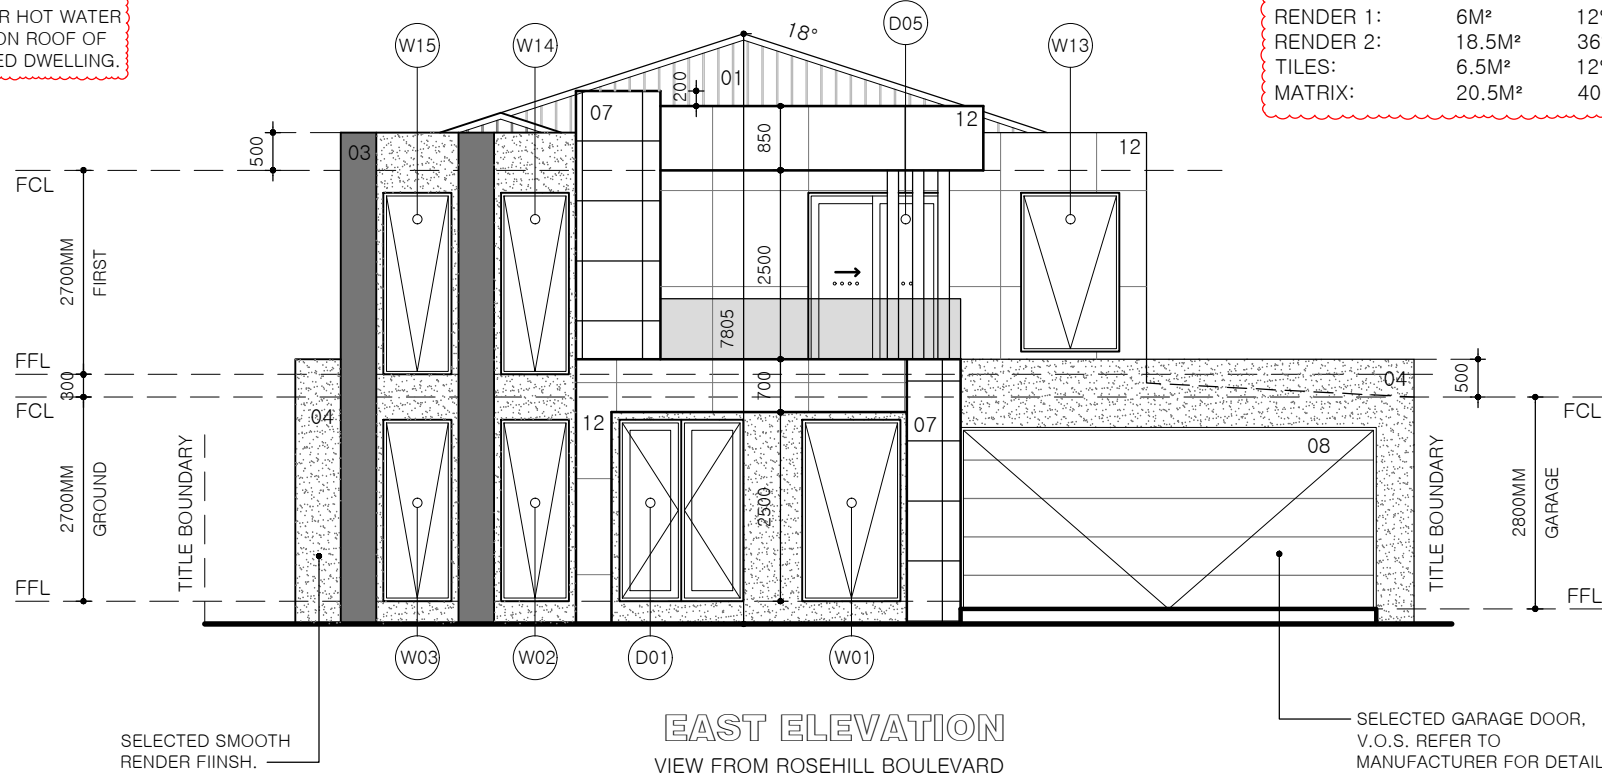 R HOT WATER
ON ROOF OF
ED DWELLING.
RENDER 1: 6M² 12
RENDER 2: 18.5M² 36
TILES: 6.5M² 12
MATRIX: 20.5M² 40
W15
W14
18°
D05
W13
01
200
07
12
850
500
03
12
FCL
2700MM
FIRST
2500
7805
FFL
300
FCL
700
04
500
FCL
04
12
07
08
2700MM
GROUND
TITLE BOUNDARY
2500
TITLE BOUNDARY
2800MM
GARAGE
FFL
FFL
W03
W02
D01
W01
EAST ELEVATION
VIEW FROM ROSEHILL BOULEVARD
SELECTED SMOOTH
RENDER FIINSH.
SELECTED GARAGE DOOR,
V.O.S. REFER TO
MANUFACTURER FOR DETAIL